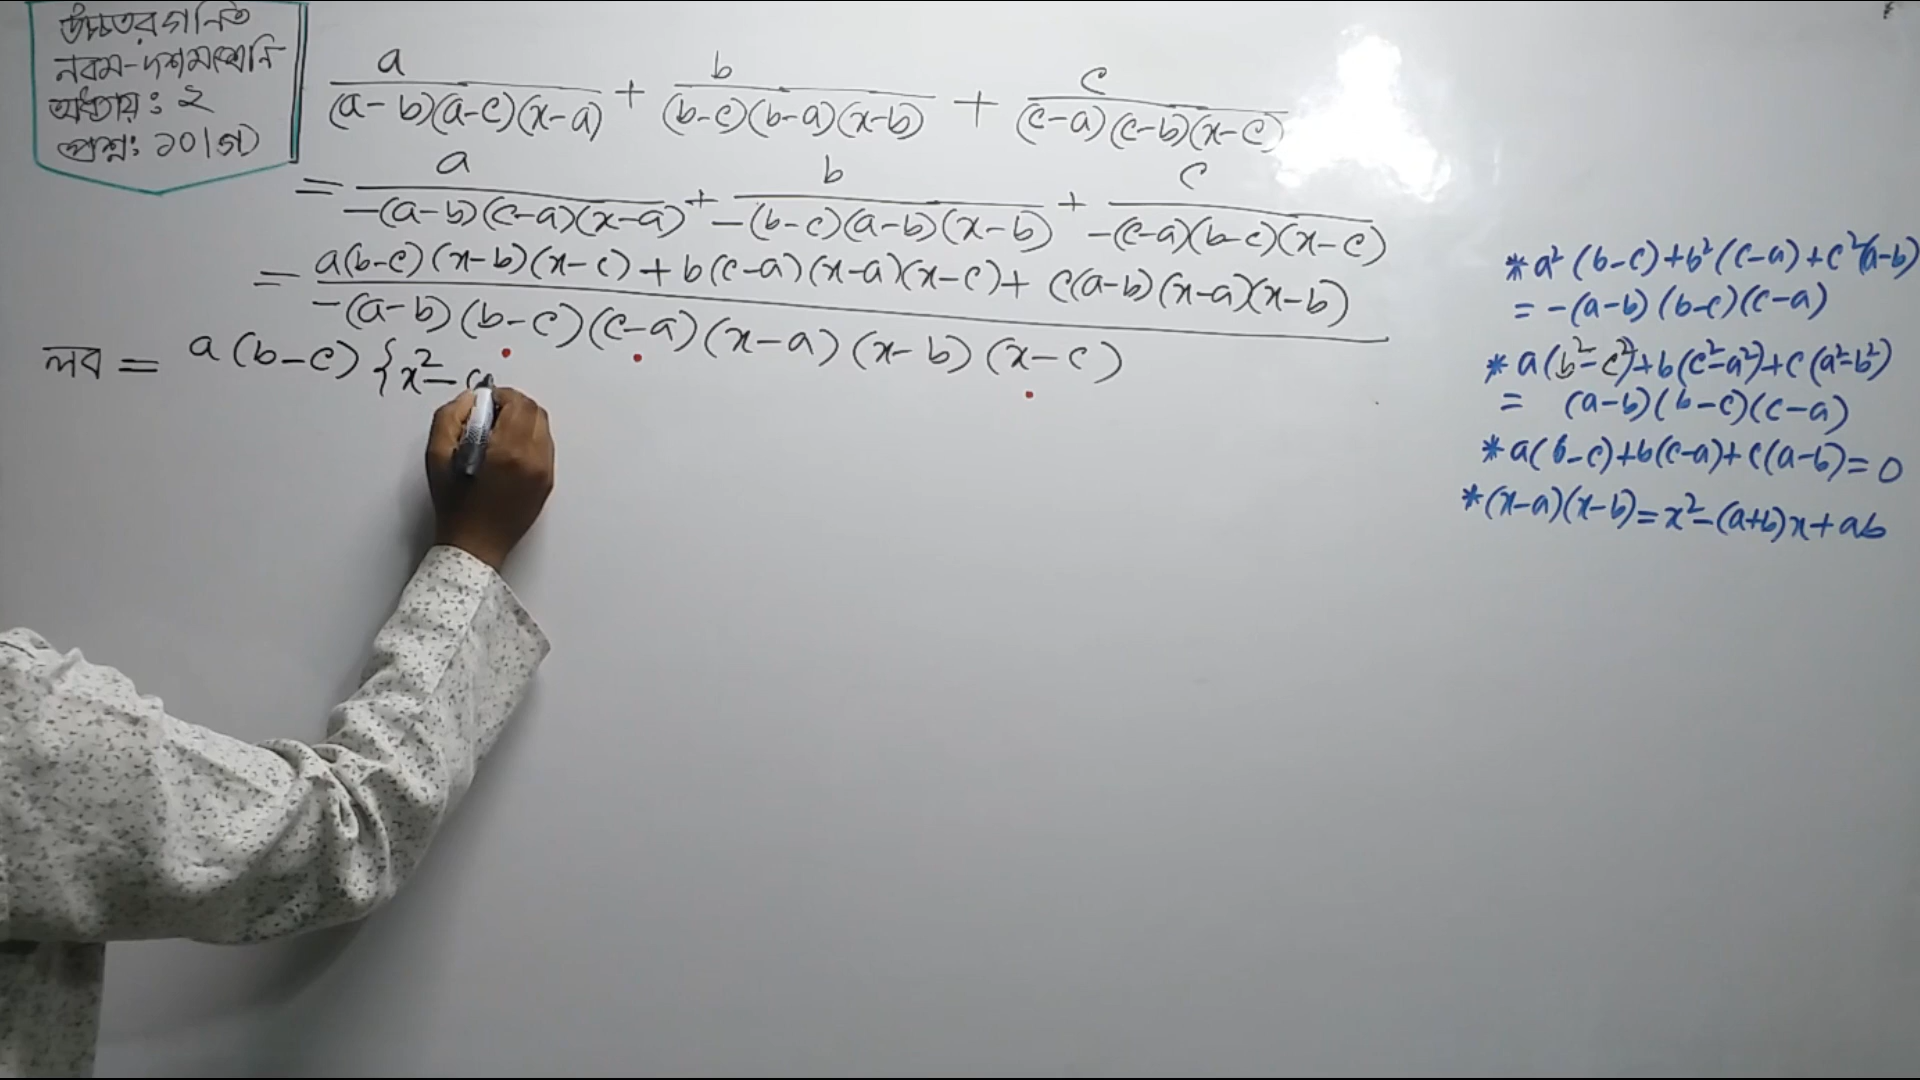 উচ্চতর গনিত
নবম-দশম শ্রেনি
অধ্যায়ঃ ২
প্রশ্নঃ ১০।(গ)
a/(a-b)(a-c)(x-a) + b/(b-c)(b-a)(x-b) + c/(c-a)(c-b)(x-c)
= a/-(a-b)(c-a)(x-a) + b/-(b-c)(a-b)(x-b) + c/-(c-a)(b-c)(x-c)
= a(b-c)(x-b)(x-c) + b(c-a)(x-a)(x-c) + c(a-b)(x-a)(x-b)
-(a-b)(b-c)(c-a)(x-a)(x-b)(x-c)
লব = a(b-c){x²-(
*a²(b-c)+b²(c-a)+c²(a-b)
= -(a-b)(b-c)(c-a)
*a(b²-c²)+b(c²-a²)+c(a²-b²)
= (a-b)(b-c)(c-a)
*a(b-c)+b(c-a)+c(a-b)=0
*(x-a)(x-b)=x²-(a+b)x+ab